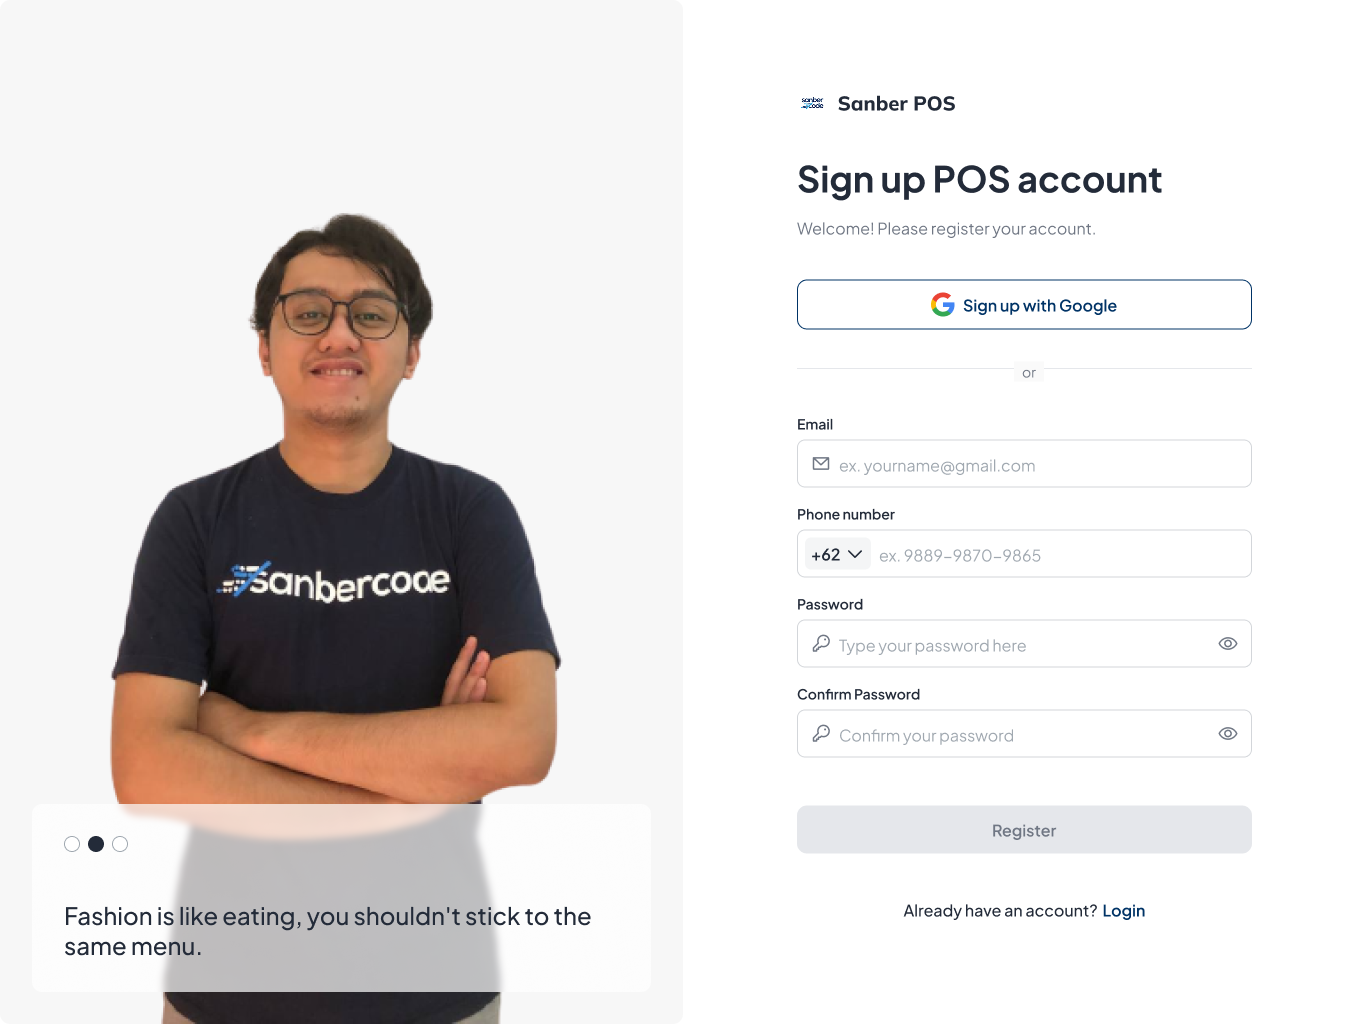 sanbercode
Fashion is like eating, you shouldn't stick to the
same menu.
sanber
code
Sanber POS
Sign up POS account
Welcome! Please register your account.
Sign up with Google
or
Email
ex. yourname@gmail.com
Phone number
+62
ex. 9889-9870-9865
Password
Type your password here
Confirm Password
Confirm your password
Register
Already have an account? Login